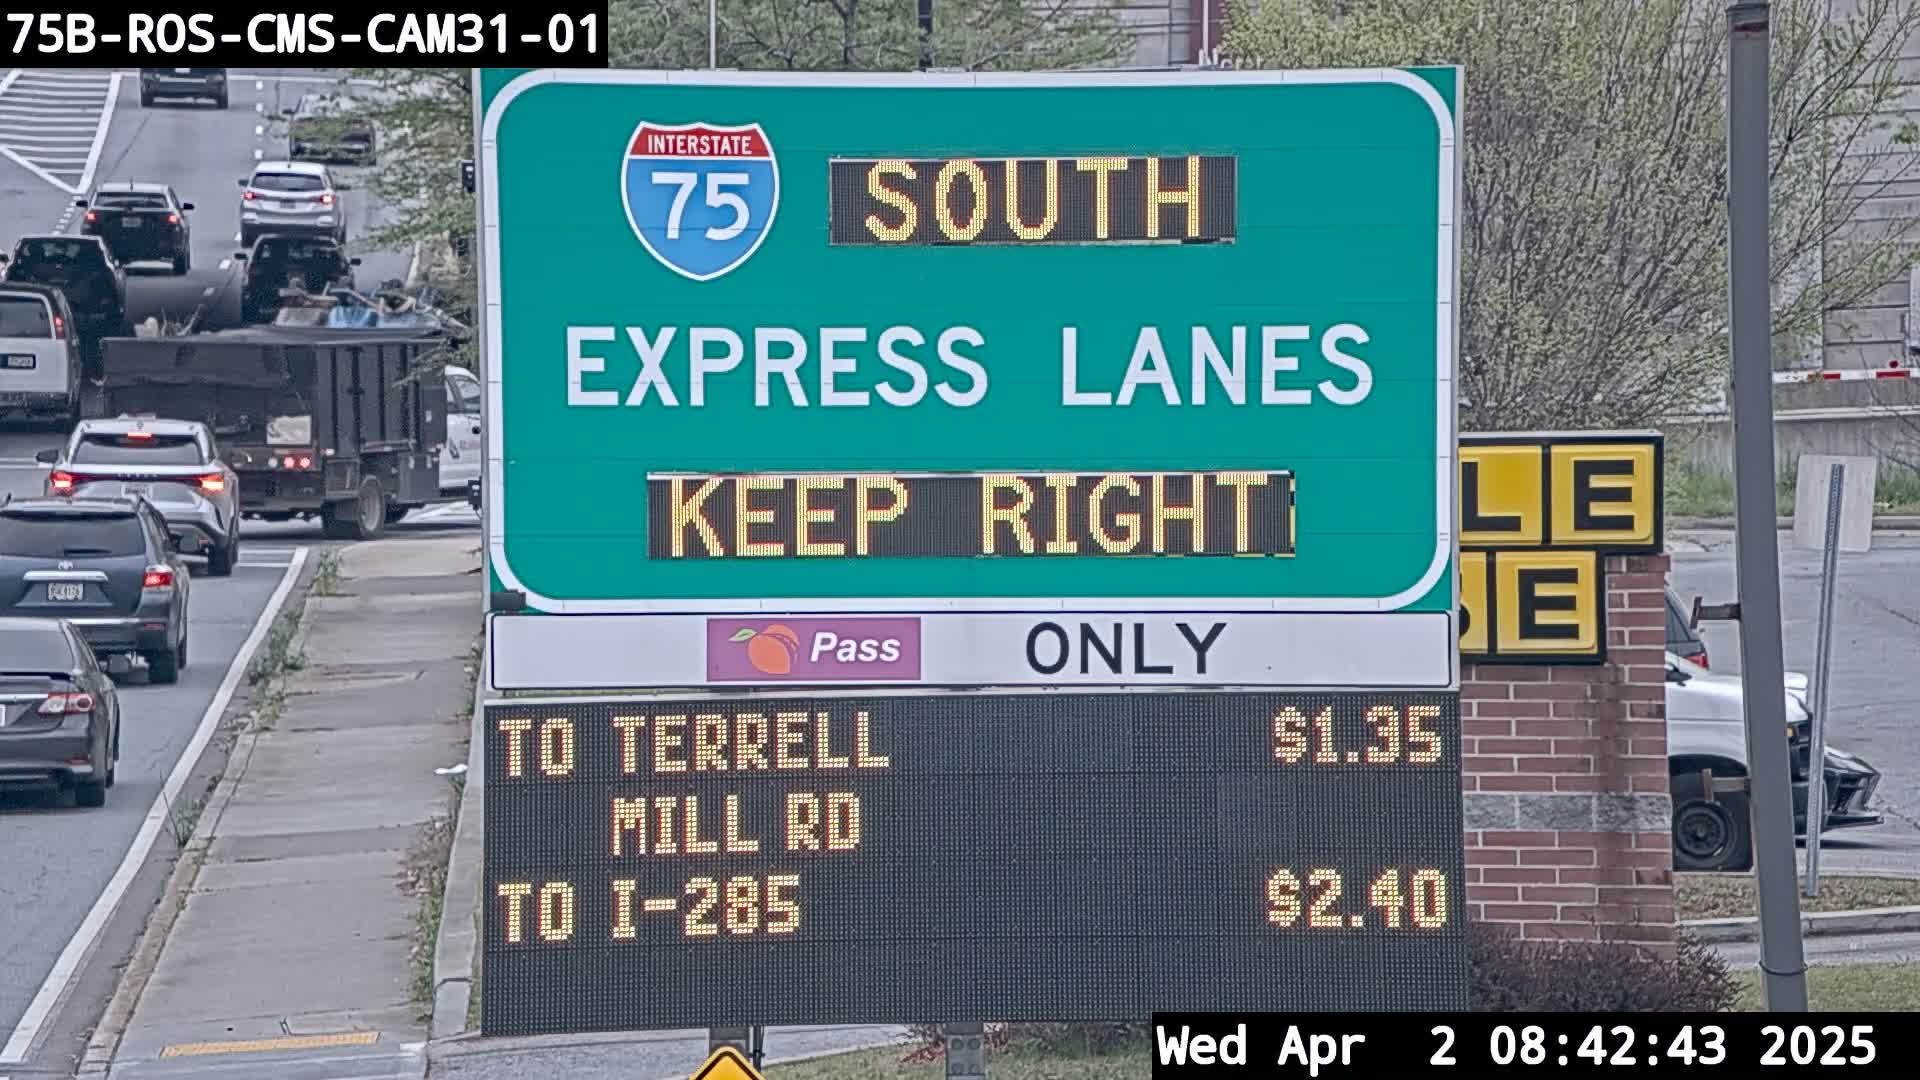 75B-ROS-CMS-CAM31-01
INTERSTATE
75
SOUTH
EXPRESS LANES
KEEP RIGHT
Pass ONLY
TO TERRELL $1.35
MILL RD
TO I-285 $2.40
LE
E
Wed Apr 2 08:42:43 2025